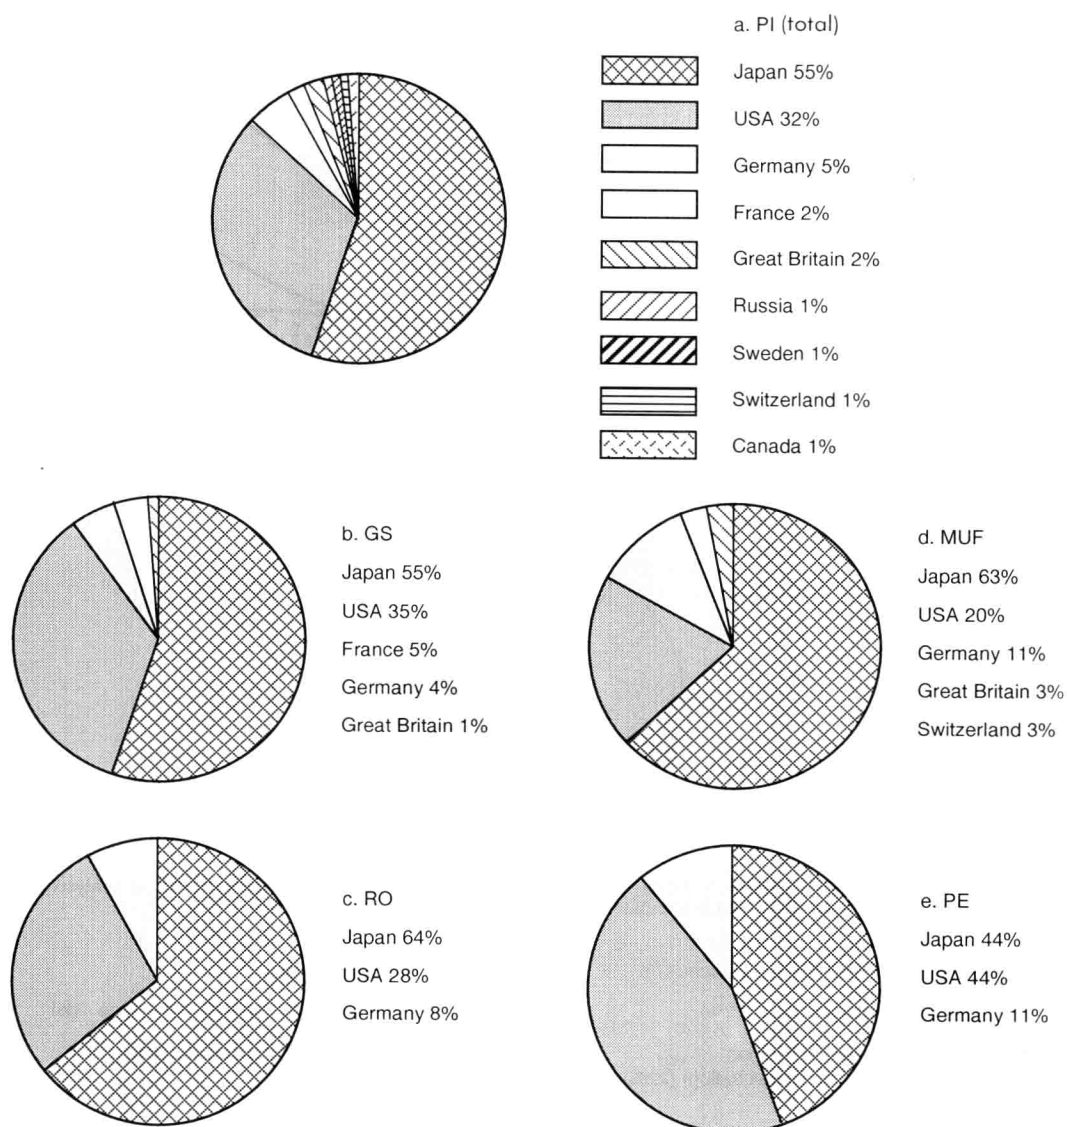 a. PI (total)
Japan 55%
USA 32%
Germany 5%
France 2%
Great Britain 2%
Russia 1%
Sweden 1%
Switzerland 1%
Canada 1%
b. GS
Japan 55%
USA 35%
France 5%
Germany 4%
Great Britain 1%
d. MUF
Japan 63%
USA 20%
Germany 11%
Great Britain 3%
Switzerland 3%
c. RO
Japan 64%
USA 28%
Germany 8%
e. PE
Japan 44%
USA 44%
Germany 11%